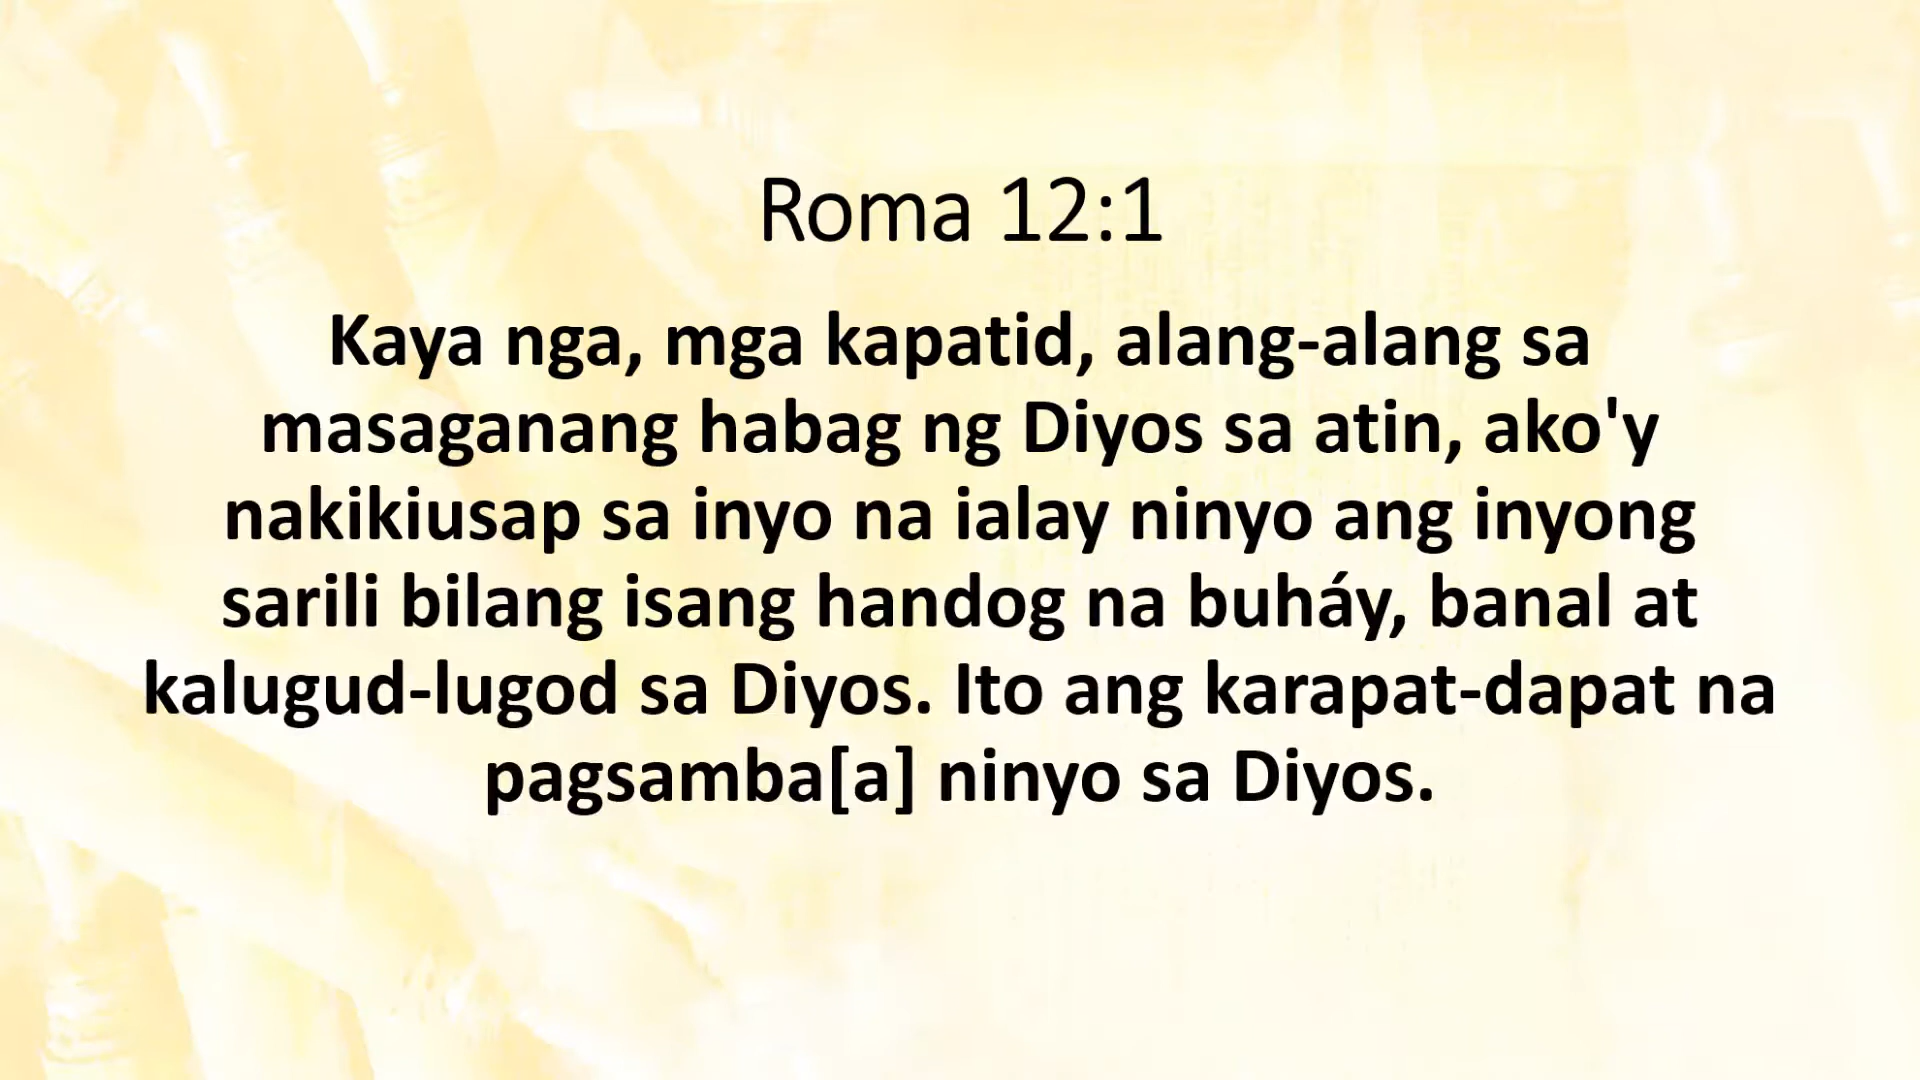 Roma 12:1
Kaya nga, mga kapatid, alang-alang sa
masaganang habag ng Diyos sa atin, ako'y
nakikiusap sa inyo na ialay ninyo ang inyong
sarili bilang isang handog na buháy, banal at
kalugud-lugod sa Diyos. Ito ang karapat-dapat na
pagsamba[a] ninyo sa Diyos.